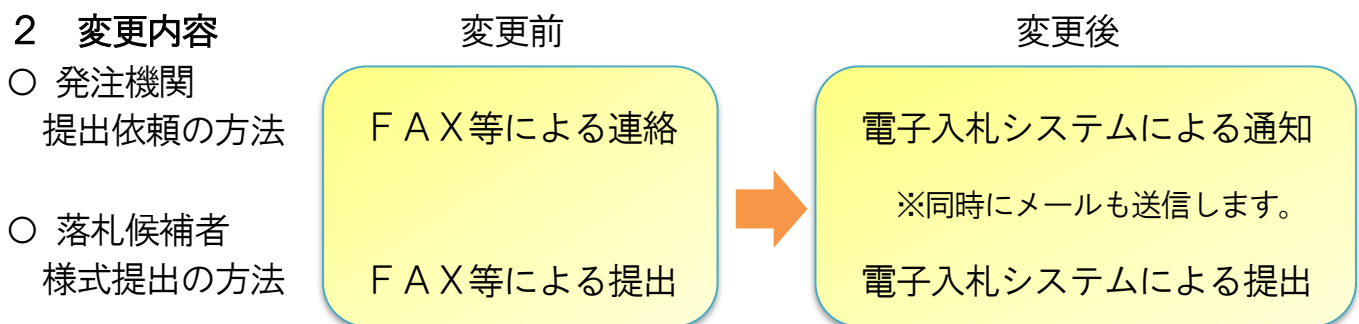 ２　変更内容
変更前
変更後
○ 発注機関
提出依頼の方法
ＦＡＸ等による連絡
電子入札システムによる通知
※同時にメールも送信します。
○ 落札候補者
様式提出の方法
ＦＡＸ等による提出
電子入札システムによる提出